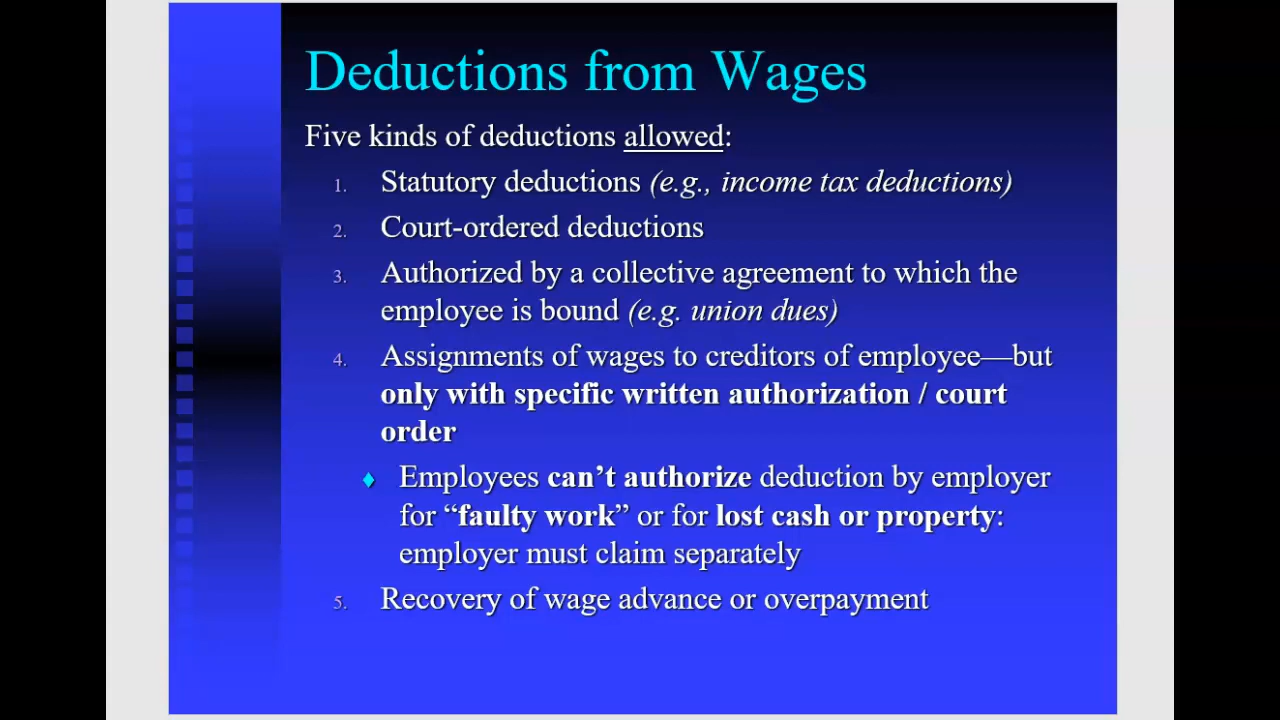 Deductions from Wages
Five kinds of deductions allowed:
1. Statutory deductions (e.g., income tax deductions)
2. Court-ordered deductions
3. Authorized by a collective agreement to which the
employee is bound (e.g. union dues)
4. Assignments of wages to creditors of employee—but
only with specific written authorization / court
order
♦ Employees can’t authorize deduction by employer
for “faulty work” or for lost cash or property:
employer must claim separately
5. Recovery of wage advance or overpayment